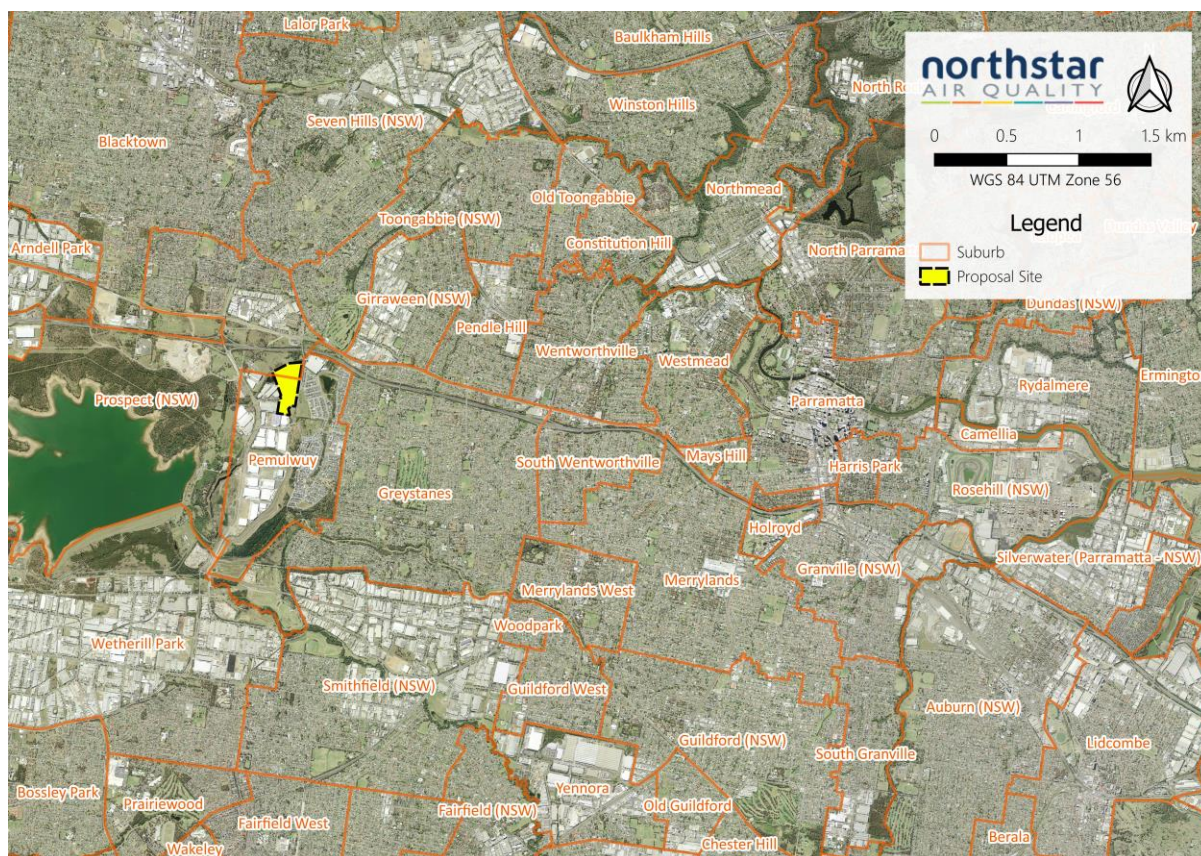 Lalor Park
Baulkham Hills
northstar
AIR QUALITY
0 0.5 1 1.5 km
WGS 84 UTM Zone 56
Legend
Suburb
Proposal Site
Winston Hills
North
Seven Hills (NSW)
Blacktown
Old Toongabbie
Northmead
Toongabbie (NSW)
Constitution Hill
North Parramatta
Dundas Valley
Arndell Park
Girraween (NSW)
Pendle Hill
Dundas (NSW)
Wentworthville
Westmead
Ermington
Rydalmere
Prospect (NSW)
Parramatta
Camellia
Pemulwuy
Greystanes
South Wentworthville
Mays Hill
Harris Park
Rosehill (NSW)
Holroyd
Silverwater (Parramatta - NSW)
Granville (NSW)
Merrylands West
Merrylands
Woodpark
Wetherill Park
Smithfield (NSW)
Guildford West
Auburn (NSW)
Guildford (NSW)
Lidcombe
South Granville
Bossley Park
Prairiewood
Yennora
Old Guildford
Fairfield (NSW)
Fairfield West
Chester Hill
Berala
Wakeley